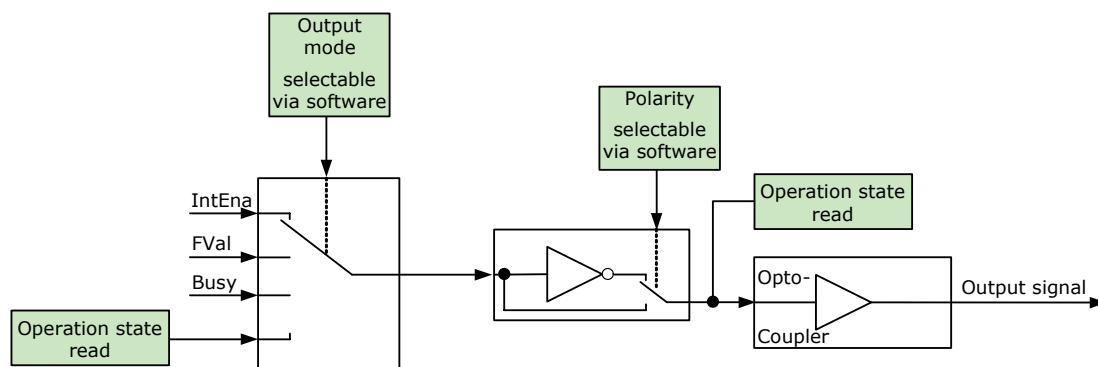 Output
mode
selectable
via software
Polarity
selectable
via software
IntEna
Operation state
read
FVal
Busy
Opto-
Output signal
Operation state
read
Coupler